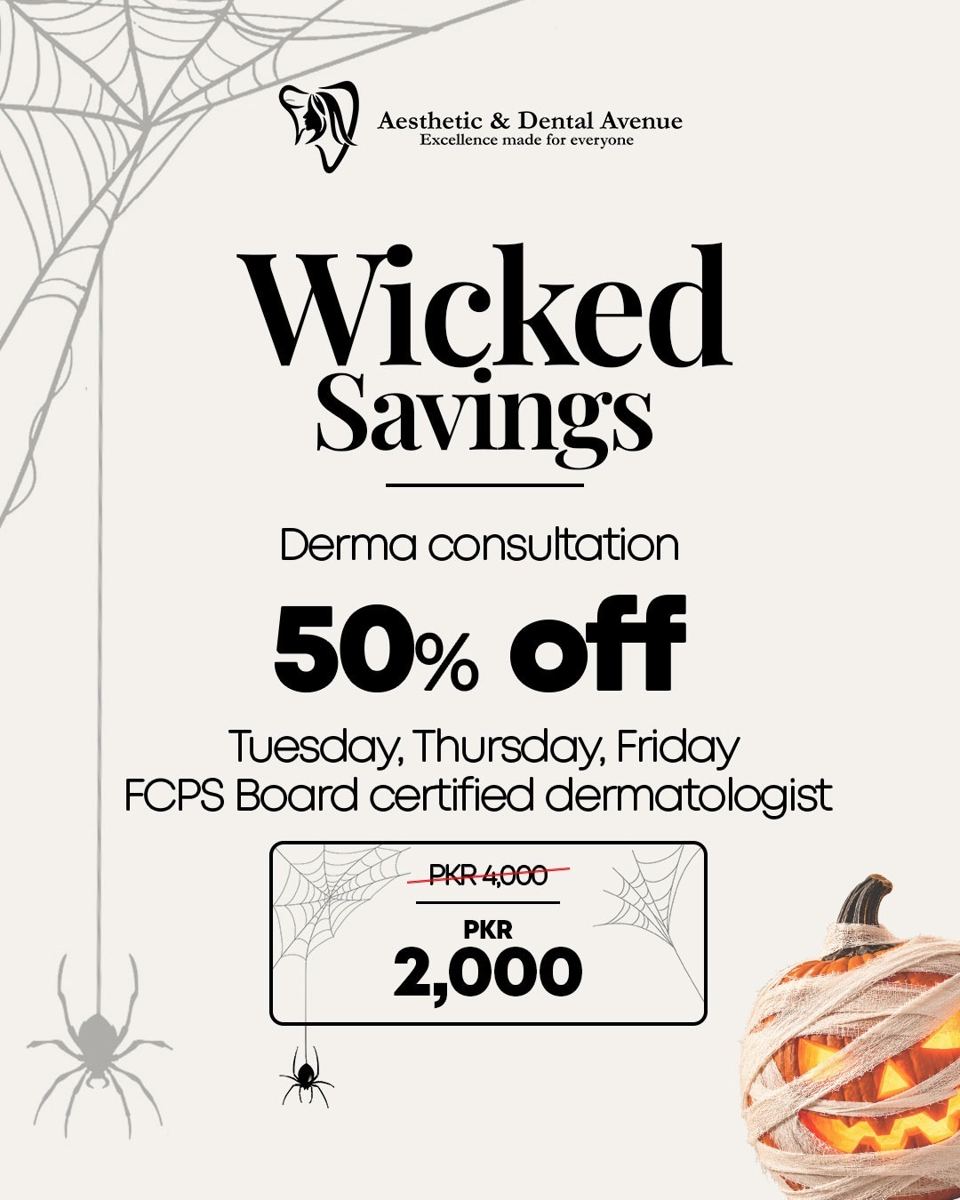 Aesthetic & Dental Avenue
Excellence made for everyone
Wicked
Savings
Derma consultation
50% off
Tuesday, Thursday, Friday
FCPS Board certified dermatologist
PKR 4,000
PKR
2,000